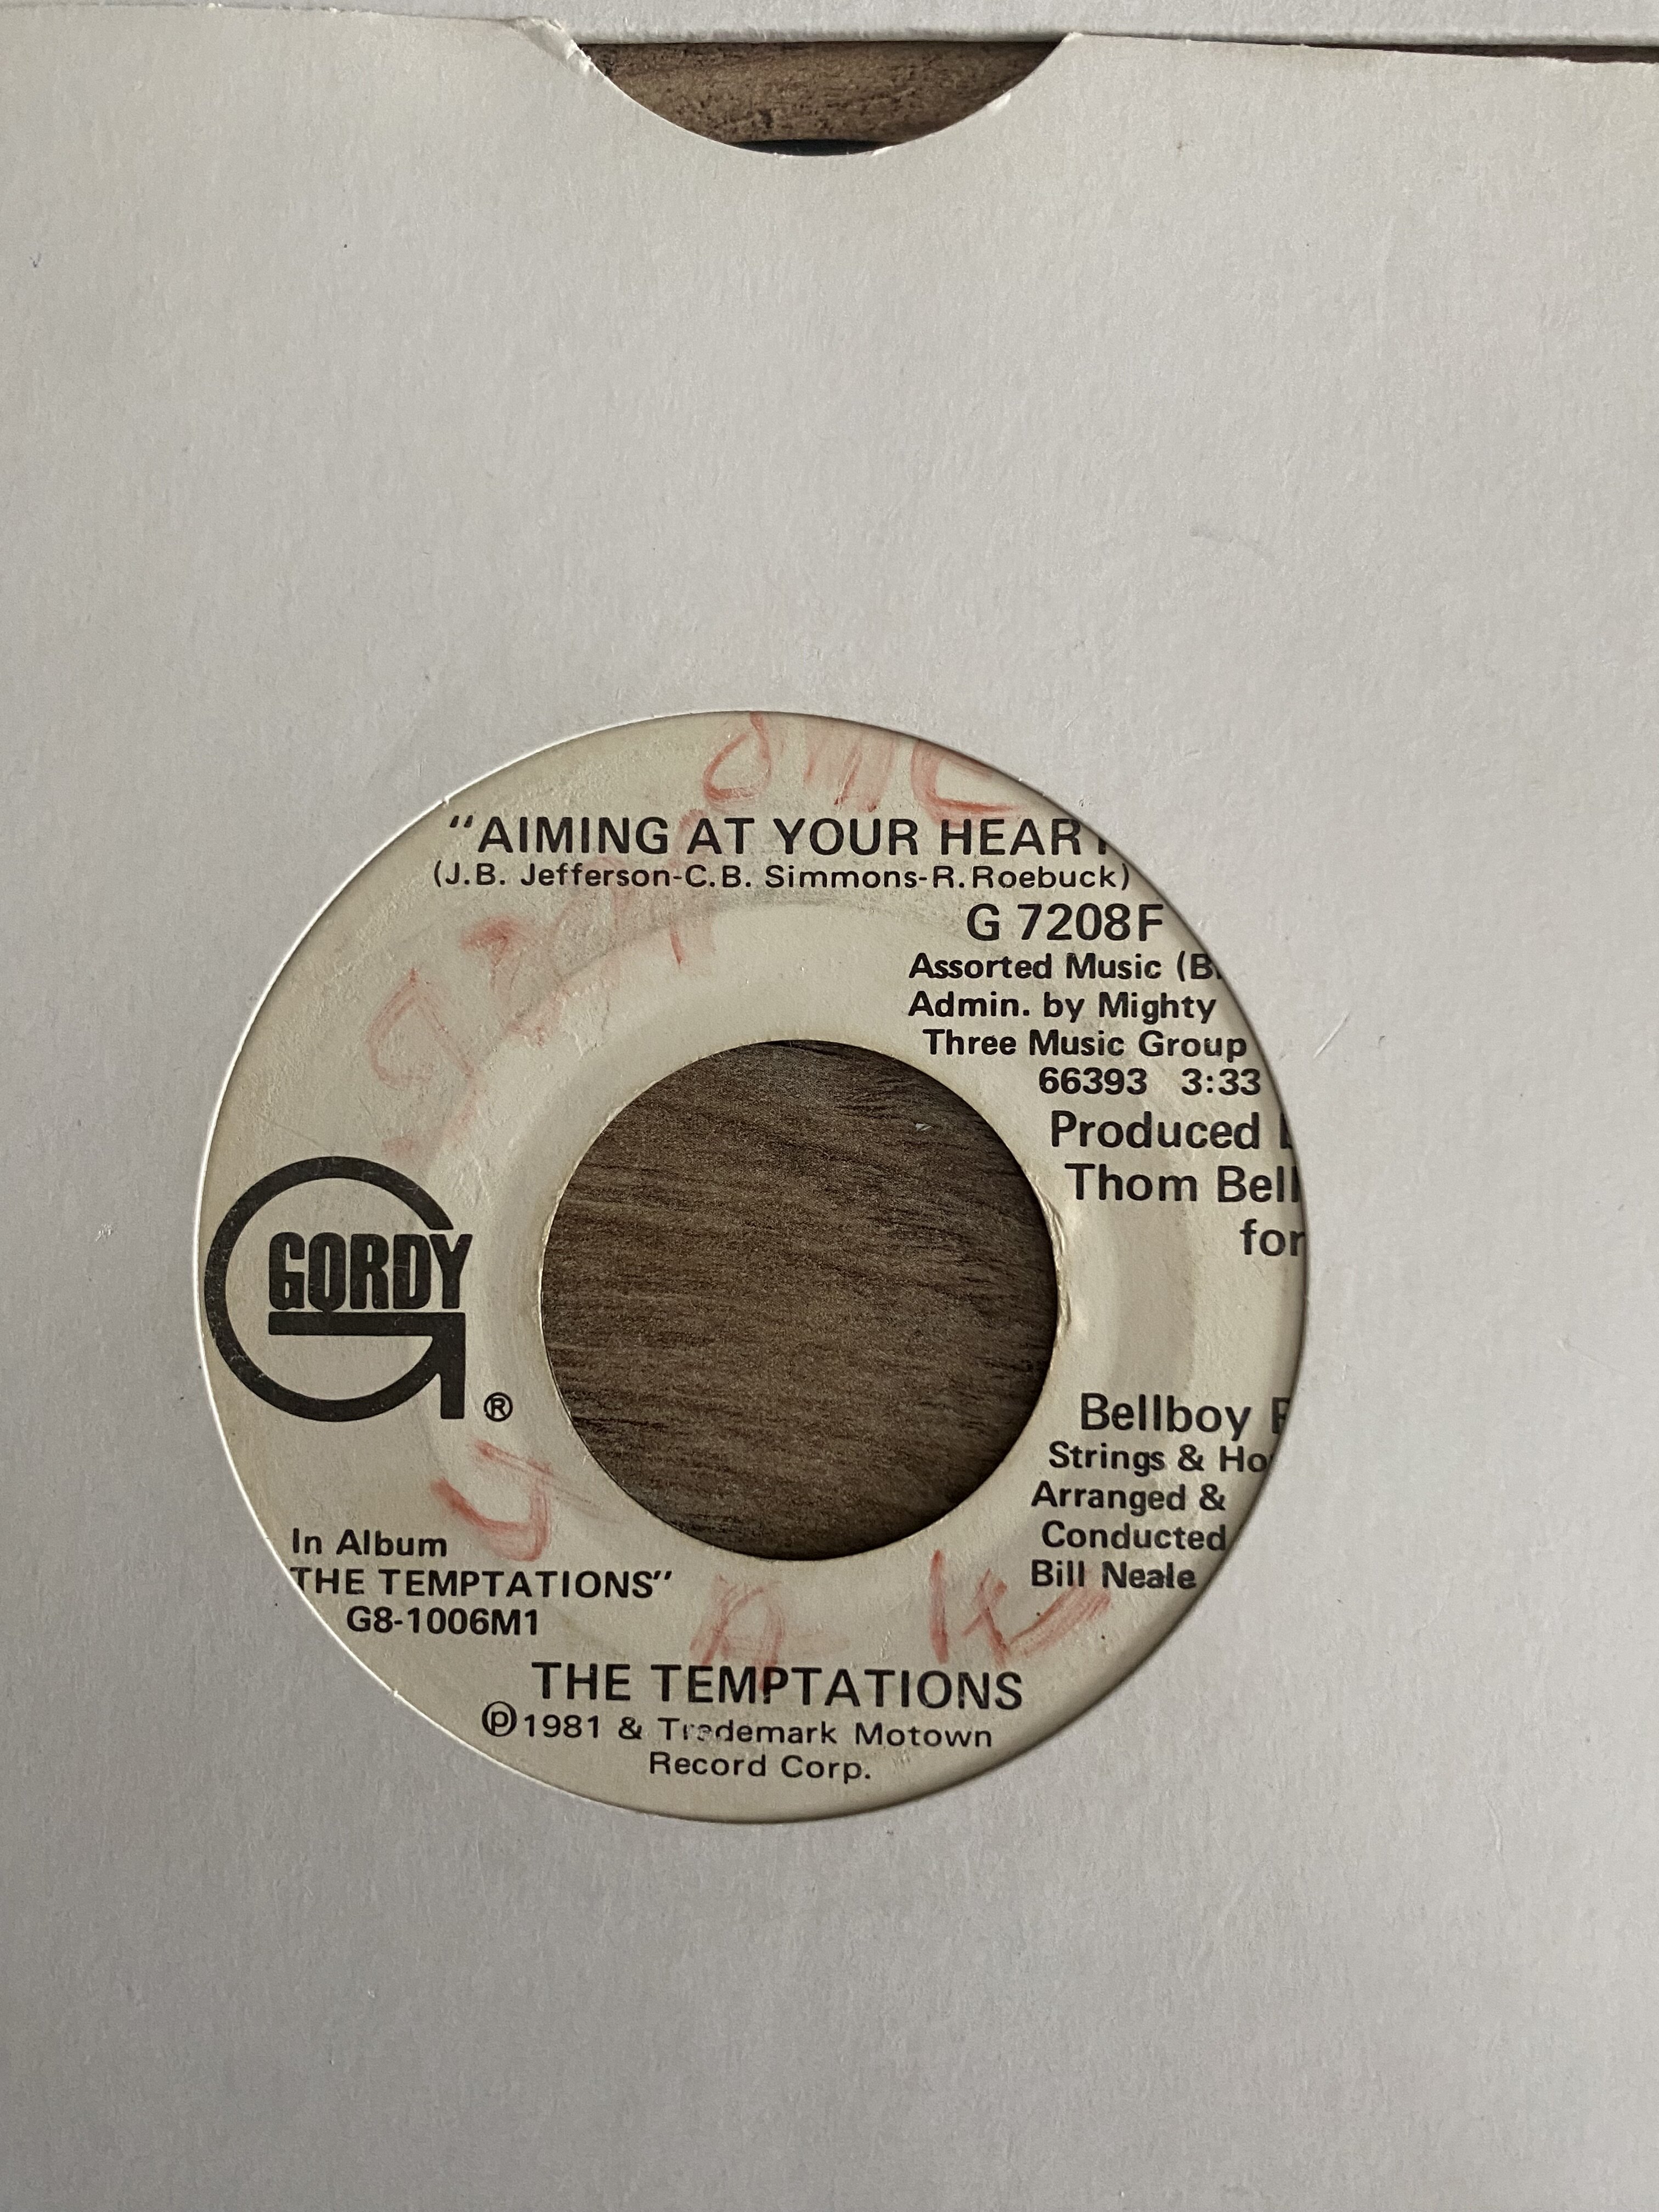 "AIMING AT YOUR HEART
(J.B. Jefferson-C.B. Simmons-R.Roebuck)
G 7208F
Assorted Music
Admin. by Mighty
Three Music Group
66393 3:33
Produced
Thom Bell
for
GORDY
®
Bellboy
Strings &
Arranged &
Conducted
Bill Neale
In Album
THE TEMPTATIONS"
G8-1006M1
THE TEMPTATIONS
℗1981 & Trademark Motown
Record Corp.